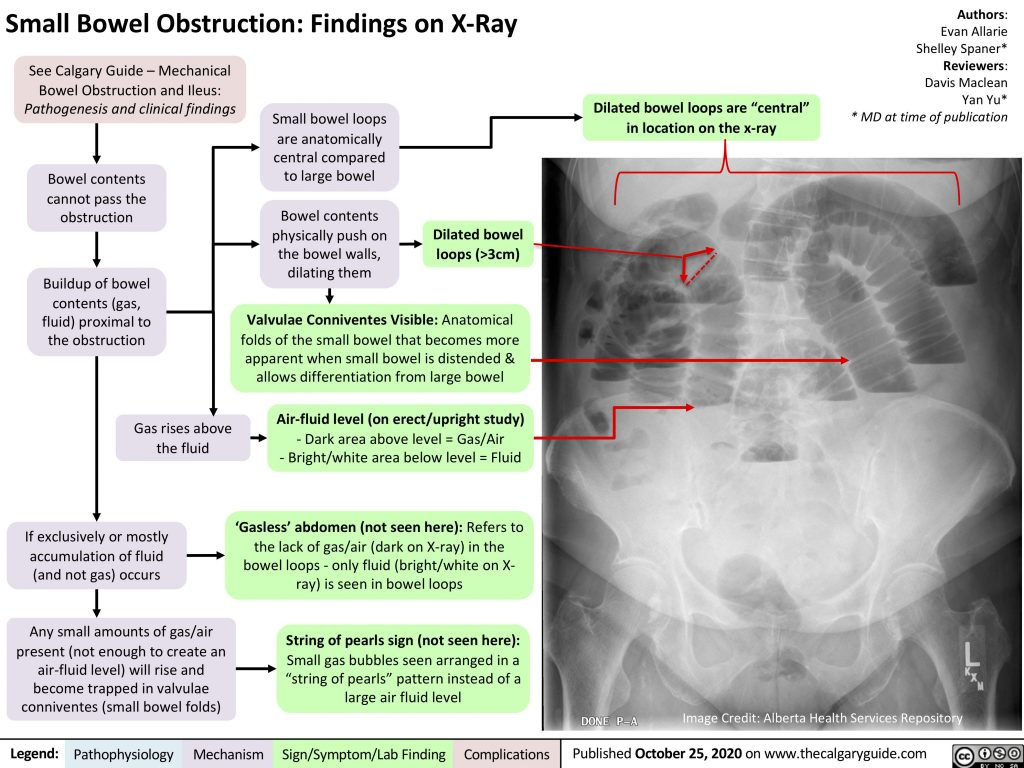 Small Bowel Obstruction: Findings on X-Ray
Authors:
Evan Allarie
Shelley Spaner*
Reviewers:
Davis Maclean
Yan Yu*
* MD at time of publication
See Calgary Guide – Mechanical
Bowel Obstruction and Ileus:
Pathogenesis and clinical findings
Bowel contents
cannot pass the
obstruction
Buildup of bowel
contents (gas,
fluid) proximal to
the obstruction
Small bowel loops
are anatomically
central compared
to large bowel
Dilated bowel loops are “central”
in location on the x-ray
Bowel contents
physically push on
the bowel walls,
dilating them
Dilated bowel
loops (>3cm)
Valvulae Conniventes Visible: Anatomical
folds of the small bowel that becomes more
apparent when small bowel is distended &
allows differentiation from large bowel
Gas rises above
the fluid
Air-fluid level (on erect/upright study)
- Dark area above level = Gas/Air
- Bright/white area below level = Fluid
If exclusively or mostly
accumulation of fluid
(and not gas) occurs
‘Gasless’ abdomen (not seen here): Refers to
the lack of gas/air (dark on X-ray) in the
bowel loops - only fluid (bright/white on X-
ray) is seen in bowel loops
Any small amounts of gas/air
present (not enough to create an
air-fluid level) will rise and
become trapped in valvulae
conniventes (small bowel folds)
String of pearls sign (not seen here):
Small gas bubbles seen arranged in a
“string of pearls” pattern instead of a
large air fluid level
L
KXM
DONE P-A
Image Credit: Alberta Health Services Repository
Legend: Pathophysiology Mechanism Sign/Symptom/Lab Finding Complications
Published October 25, 2020 on www.thecalgaryguide.com
cc BY NC SA